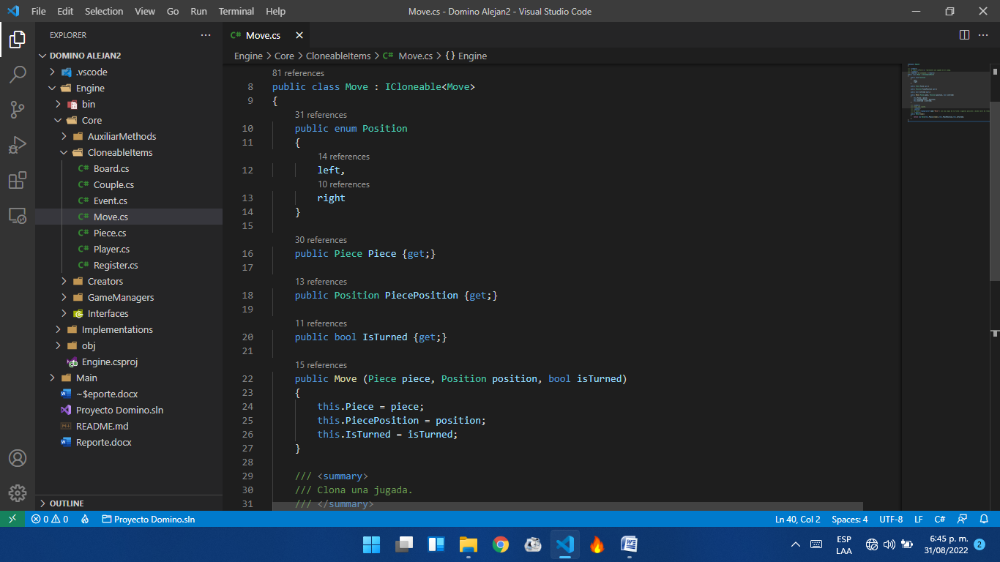 File Edit Selection View Go Run Terminal Help
Move.cs - Domino Alejan2 - Visual Studio Code
EXPLORER
DOMINO ALEJAN2
.vscode
Engine
bin
Core
AuxiliarMethods
CloneableItems
C# Board.cs
C# Couple.cs
C# Event.cs
C# Move.cs
C# Piece.cs
C# Player.cs
C# Register.cs
Creators
GameManagers
Interfaces
Implementations
obj
Engine.csproj
Main
~$eporte.docx
Proyecto Domino.sln
README.md
Reporte.docx
OUTLINE
C# Move.cs
Engine > Core > CloneableItems > C# Move.cs > {} Engine
81 references
8 public class Move : ICloneable<Move>
9 {
31 references
10 public enum Position
11 {
14 references
12 left,
10 references
13 right
14 }
15
30 references
16 public Piece Piece {get;}
17
13 references
18 public Position PiecePosition {get;}
19
11 references
20 public bool IsTurned {get;}
21
15 references
22 public Move (Piece piece, Position position, bool isTurned)
23 {
24 this.Piece = piece;
25 this.PiecePosition = position;
26 this.IsTurned = isTurned;
27 }
28
29 /// <summary>
30 /// Clona una jugada.
31 /// </summary>
0 0 Proyecto Domino.sln
Ln 40, Col 2 Spaces: 4 UTF-8 LF C#
ESP
LAA
6:45 p. m.
31/08/2022
2